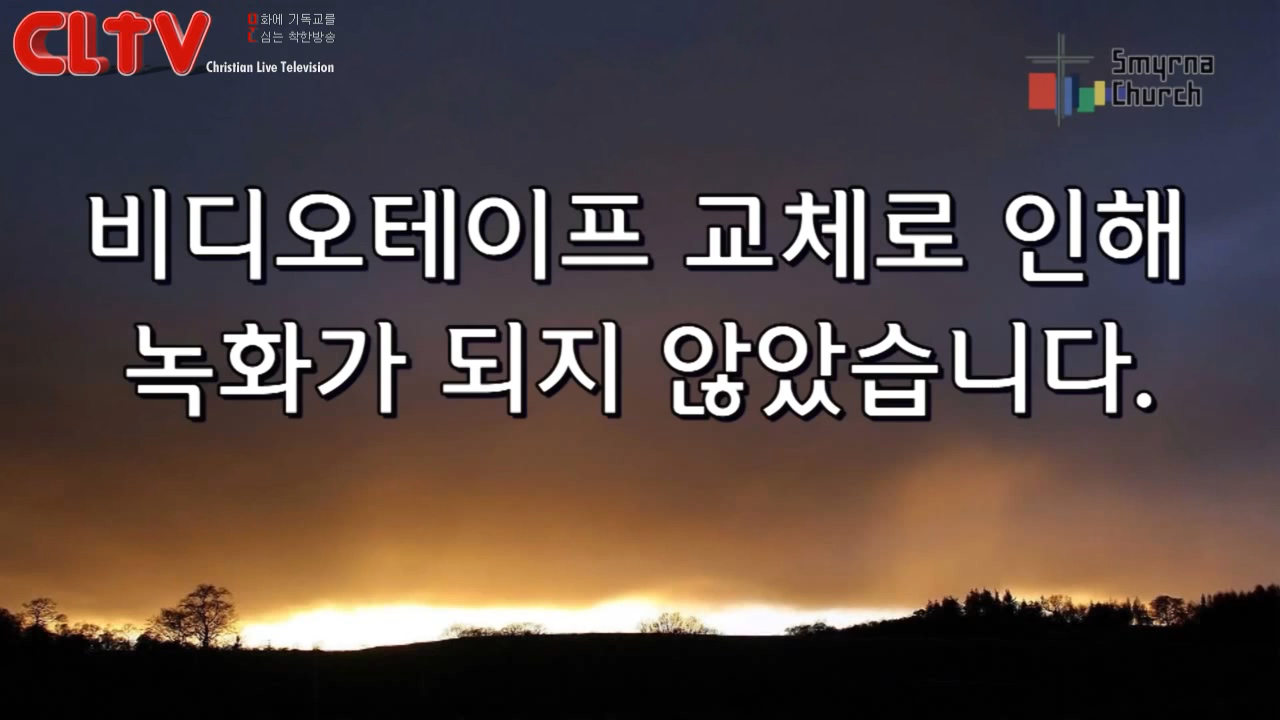 CLTV
문화에 기독교를
심는 착한방송
Christian Live Television
Smyrna
Church
비디오테이프 교체로 인해
녹화가 되지 않았습니다.